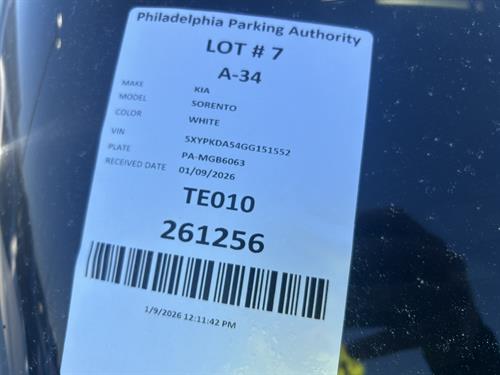 Philadelphia Parking Authority
LOT # 7
A-34
MAKE KIA
MODEL SORENTO
COLOR WHITE
VIN 5XYPKDA54GG151552
PLATE PA-MGB6063
RECEIVED DATE 01/09/2026
TE010
261256
1/9/2026 12:11:42 PM